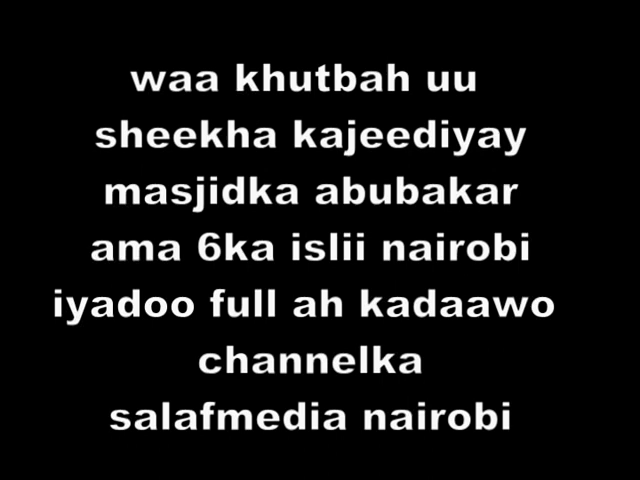 waa khutbah uu
sheekha kajeediyay
masjidka abubakar
ama 6ka islii nairobi
iyadoo full ah kadaawo
channelka
salafmedia nairobi